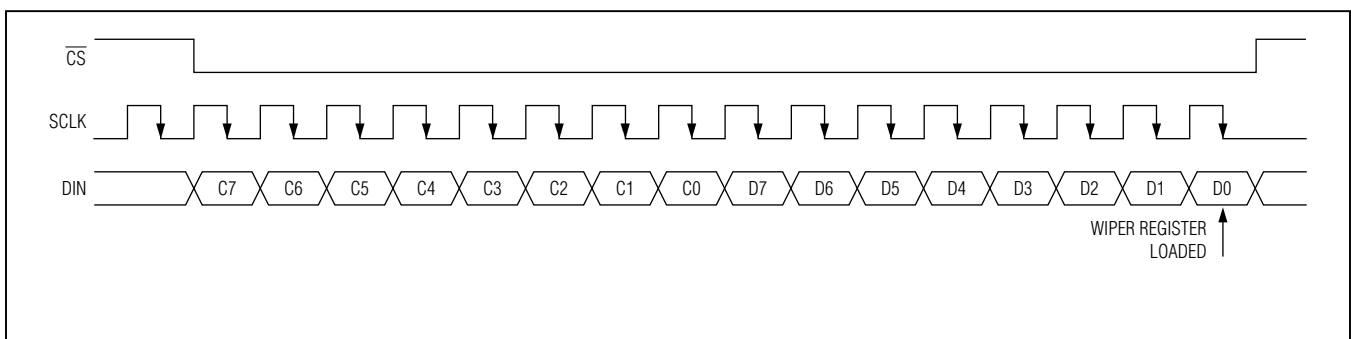 CS
SCLK
DIN C7 C6 C5 C4 C3 C2 C1 C0 D7 D6 D5 D4 D3 D2 D1 D0
WIPER REGISTER
LOADED